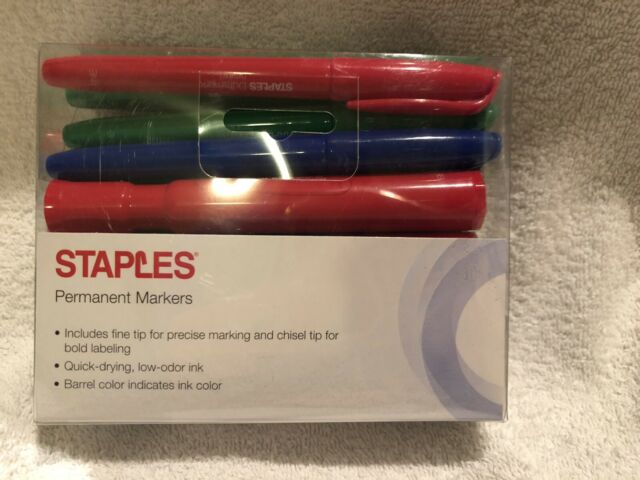 STAPLES
STAPLES®
Permanent Markers
• Includes fine tip for precise marking and chisel tip for
bold labeling
• Quick-drying, low-odor ink
• Barrel color indicates ink color